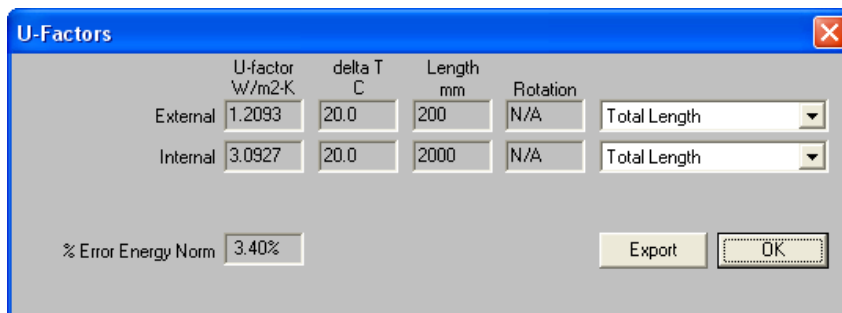 U-Factors
U-factor delta T Length
W/m2-K C mm Rotation
External 1.2093 20.0 200 N/A Total Length
Internal 3.0927 20.0 2000 N/A Total Length
% Error Energy Norm 3.40% Export OK